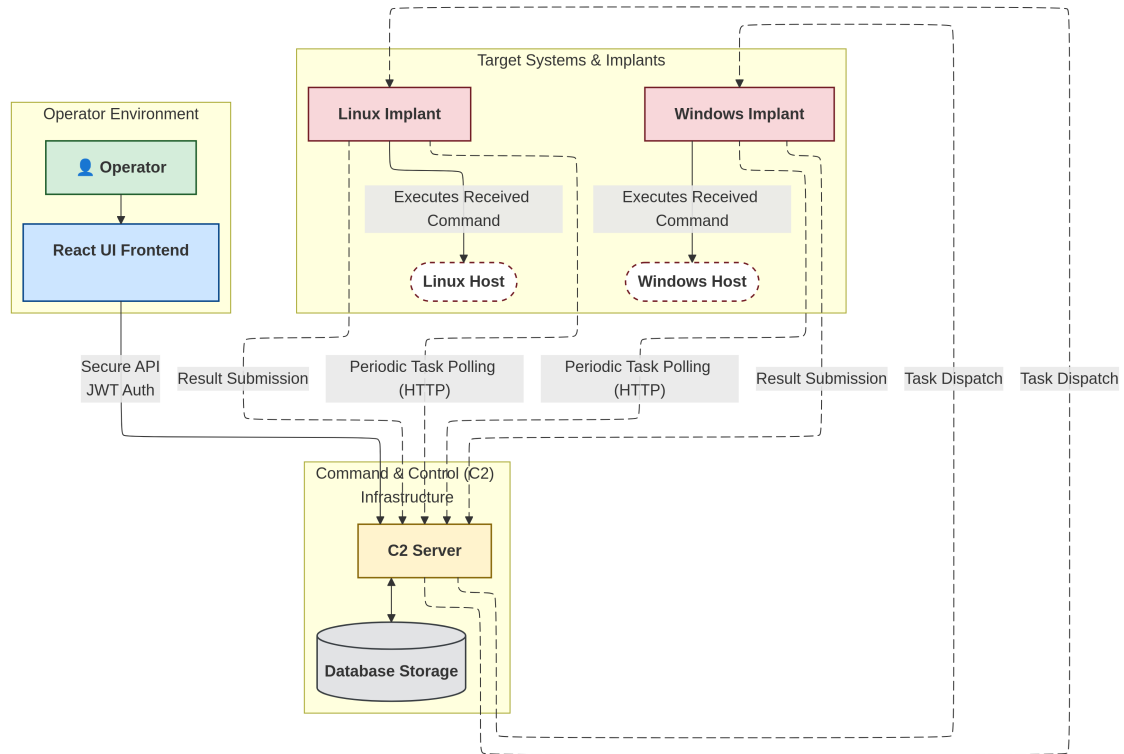 Target Systems & Implants
Linux Implant
Windows Implant
Operator Environment
👤 Operator
React UI Frontend
Executes Received
Command
Executes Received
Command
Linux Host
Windows Host
Secure API
JWT Auth
Result Submission
Periodic Task Polling
(HTTP)
Periodic Task Polling
(HTTP)
Result Submission
Task Dispatch
Task Dispatch
Command & Control (C2)
Infrastructure
C2 Server
Database Storage